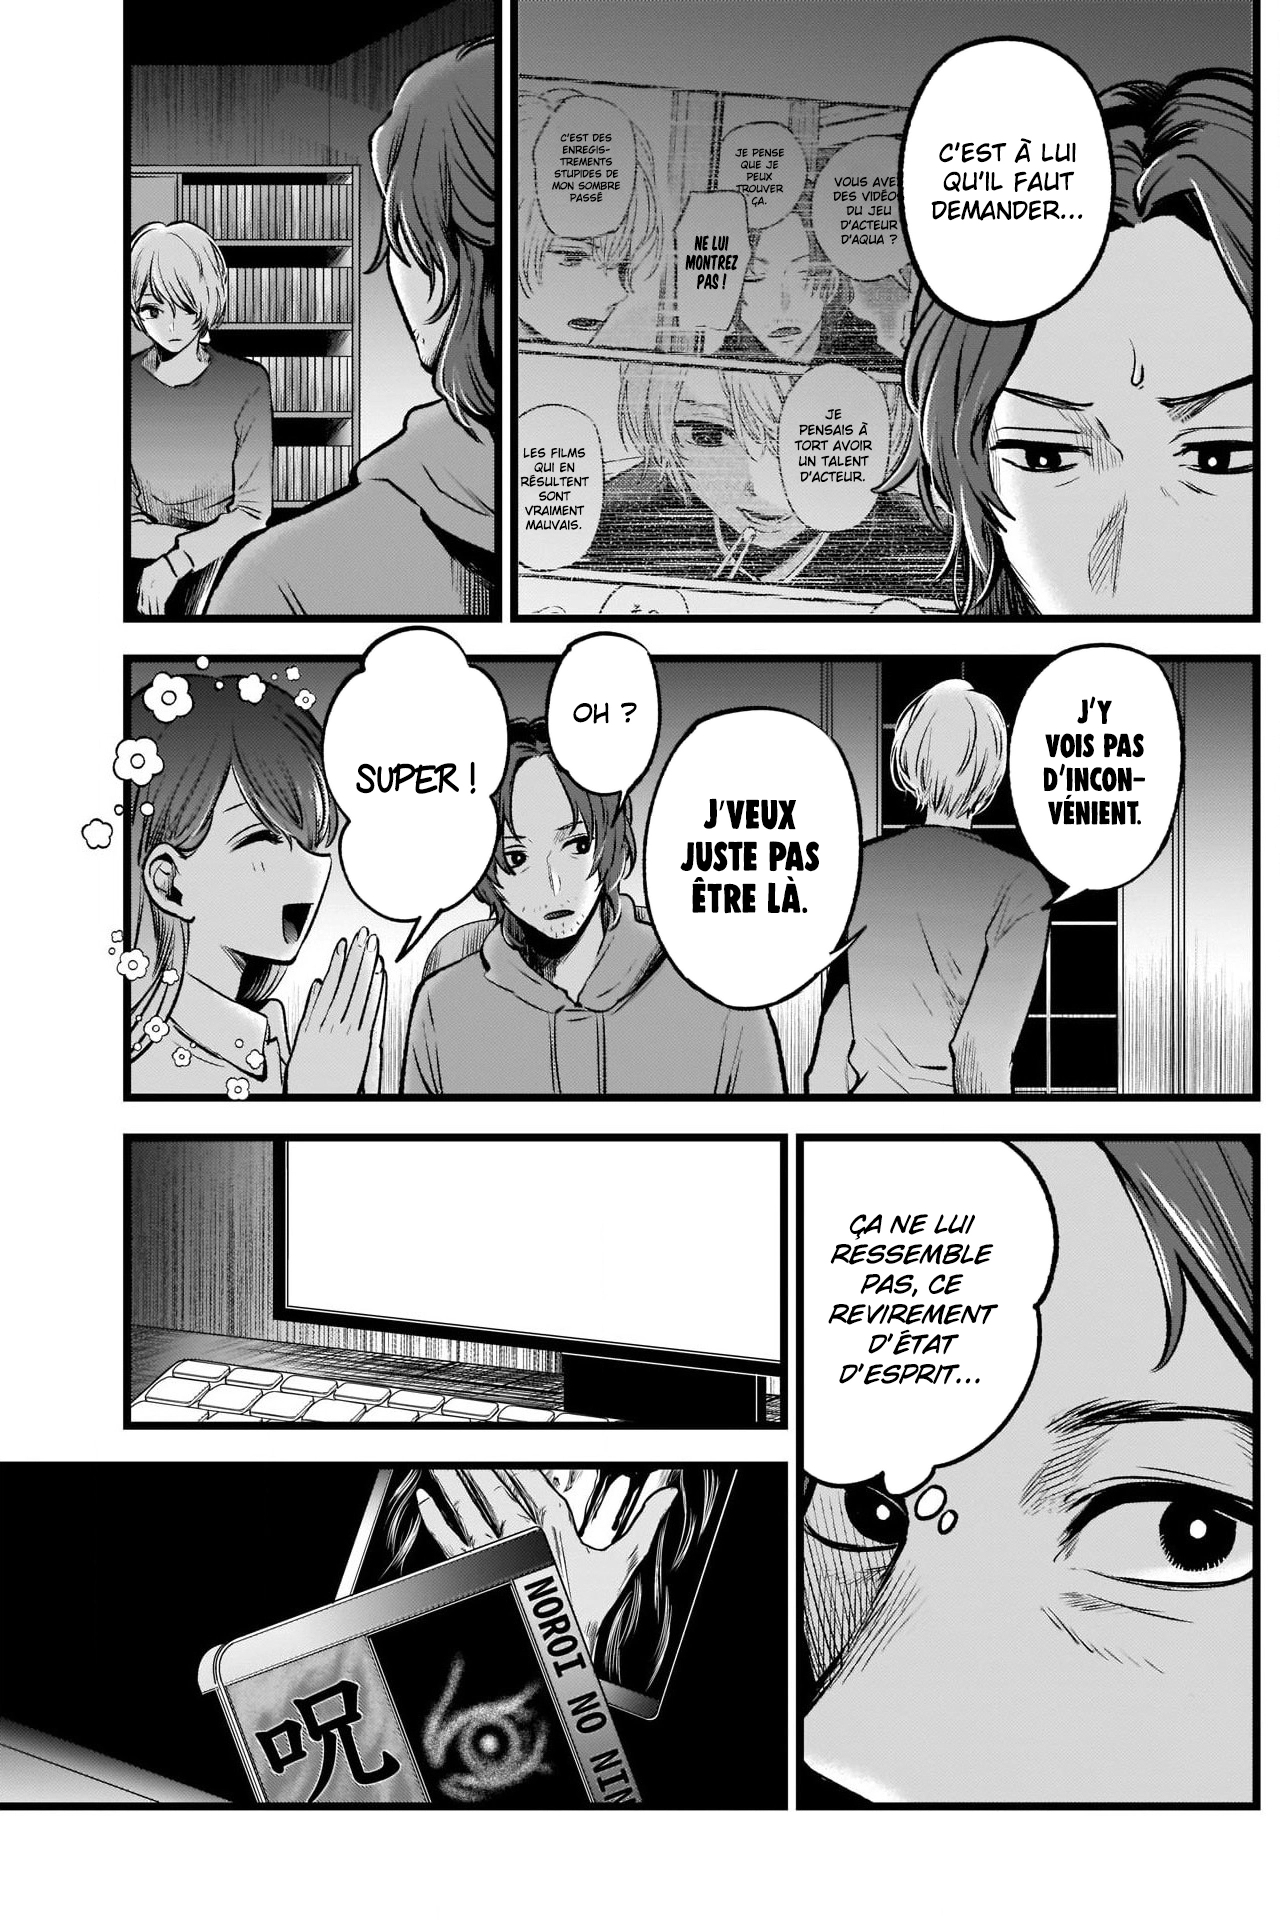 C'EST À LUI
QU'IL FAUT
DEMANDER...
VOUS AVEZ
DES VIDÉOS
DU JEU
D'ACTEUR
D'AQUA ?
JE PENSE
QUE JE
PEUX
TROUVER
ÇA.
NE LUI
MONTREZ
PAS !
C'EST DES
ENREGIS-
TREMENTS
STUPIDES DE
MON SOMBRE
PASSÉ
JE
PENSAIS À
TORT AVOIR
UN TALENT
D'ACTEUR.
LES FILMS
QUI EN
RÉSULTENT
SONT
VRAIMENT
MAUVAIS.
J'Y
VOIS PAS
D'INCON-
VÉNIENT.
J'VEUX
JUSTE PAS
ÊTRE LÀ.
OH ?
SUPER !
ÇA NE LUI
RESSEMBLE
PAS, CE
REVIREMENT
D'ÉTAT
D'ESPRIT...
呪
NOROI NO NIN